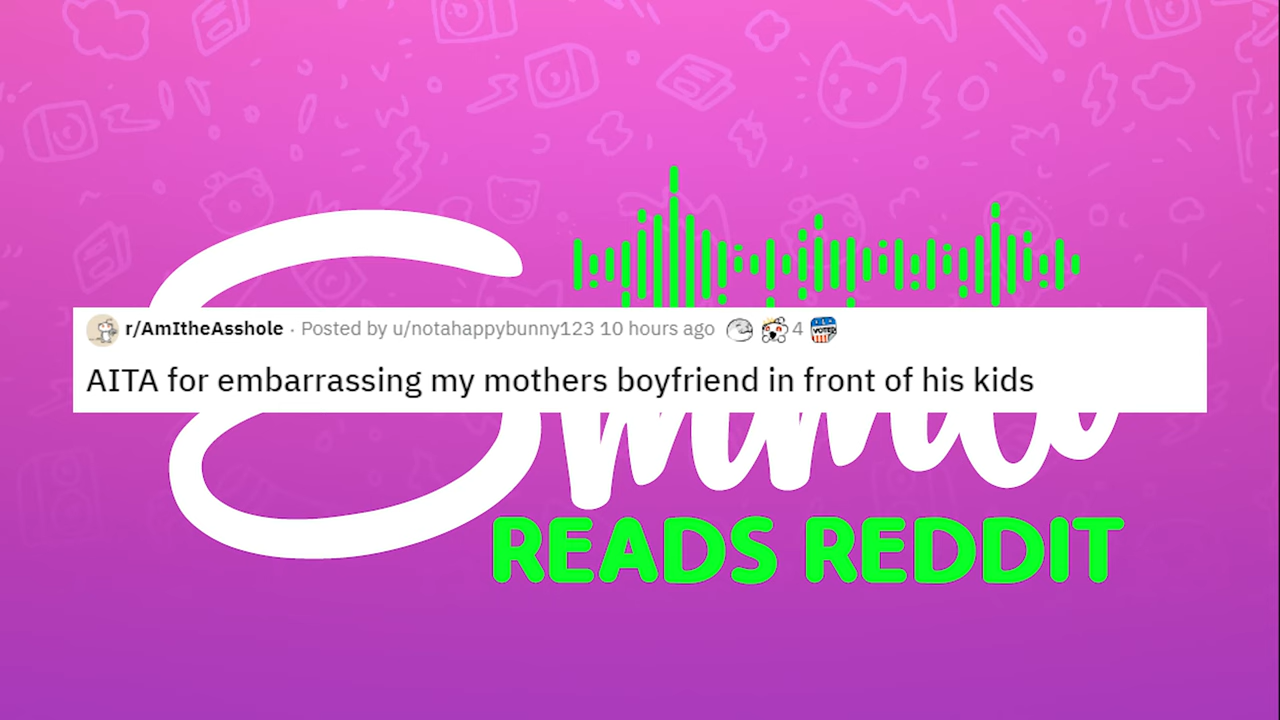 r/AmItheAsshole · Posted by u/notahappybunny123 10 hours ago 4 VOTED
AITA for embarrassing my mothers boyfriend in front of his kids
READS REDDIT